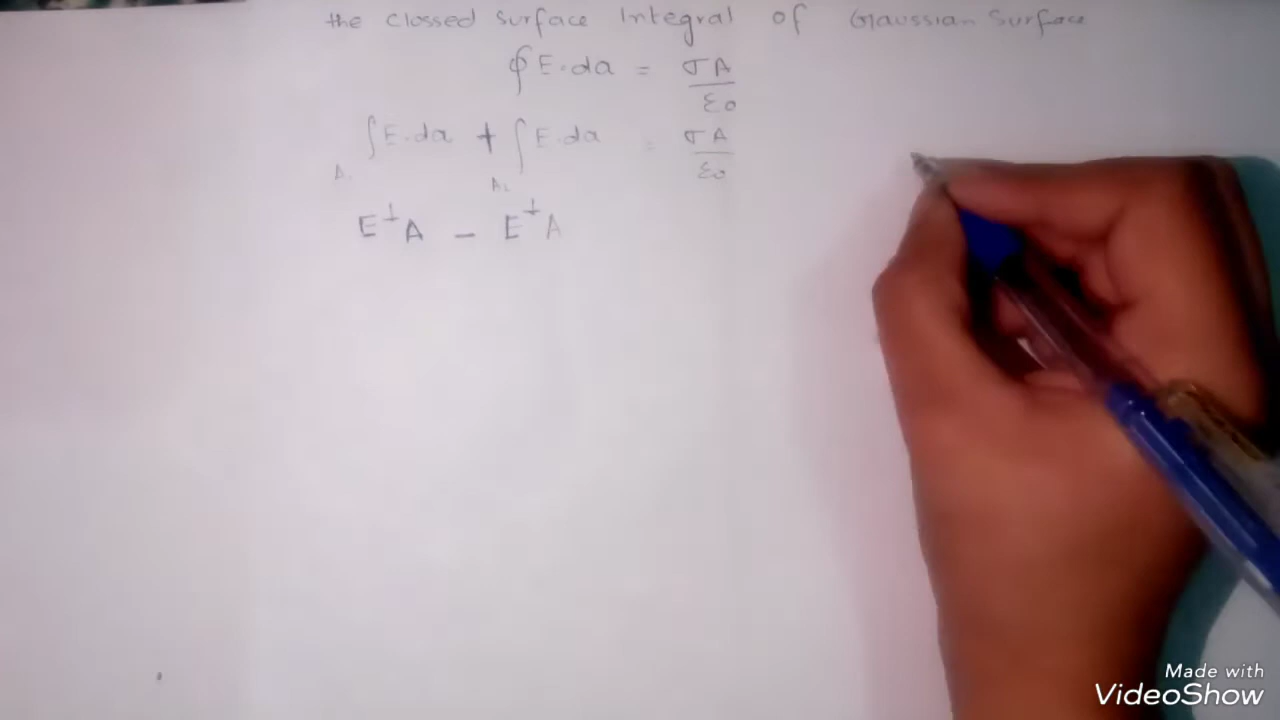 the clossed surface Integral of Gaussian Surface
∮ E.da = σA/ε₀
∫ E.da + ∫ E.da = σA/ε₀
A₁ A₂
E⊥A − E⊥A
Made with
VideoShow